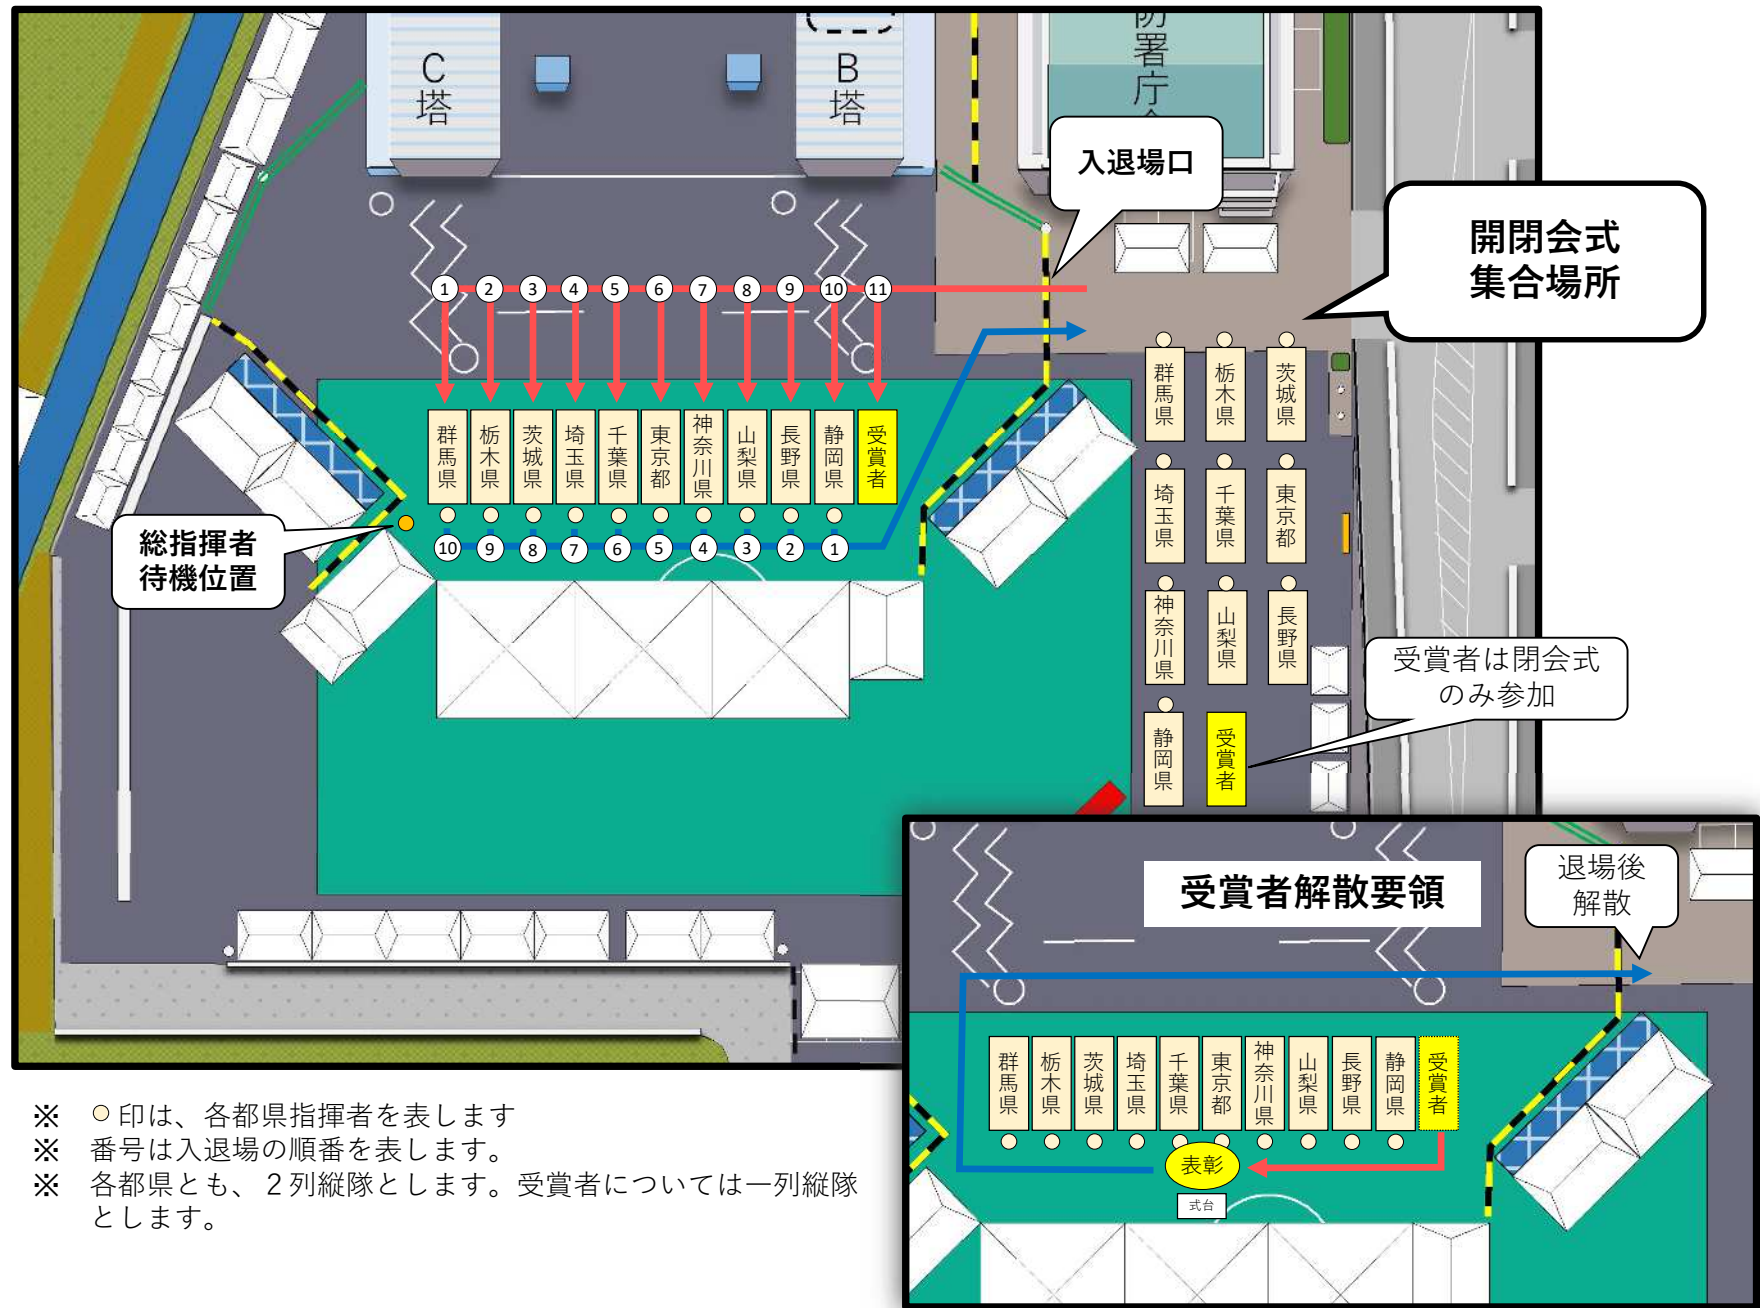 C
塔
B
塔
防署庁
入退場口
開閉会式
集合場所
① ② ③ ④ ⑤ ⑥ ⑦ ⑧ ⑨ ⑩ ⑪
群馬県 栃木県 茨城県 埼玉県 千葉県 東京都 神奈川県 山梨県 長野県 静岡県 受賞者
⑩ ⑨ ⑧ ⑦ ⑥ ⑤ ④ ③ ② ①
総指揮者
待機位置
群馬県 栃木県 茨城県
埼玉県 千葉県 東京都
神奈川県 山梨県 長野県
静岡県 受賞者
受賞者は閉会式
のみ参加
受賞者解散要領
退場後
解散
群馬県 栃木県 茨城県 埼玉県 千葉県 東京都 神奈川県 山梨県 長野県 静岡県 受賞者
表彰
式台
※ ○印は、各都県指揮者を表します
※ 番号は入退場の順番を表します。
※ 各都県とも、２列縦隊とします。受賞者については一列縦隊
とします。